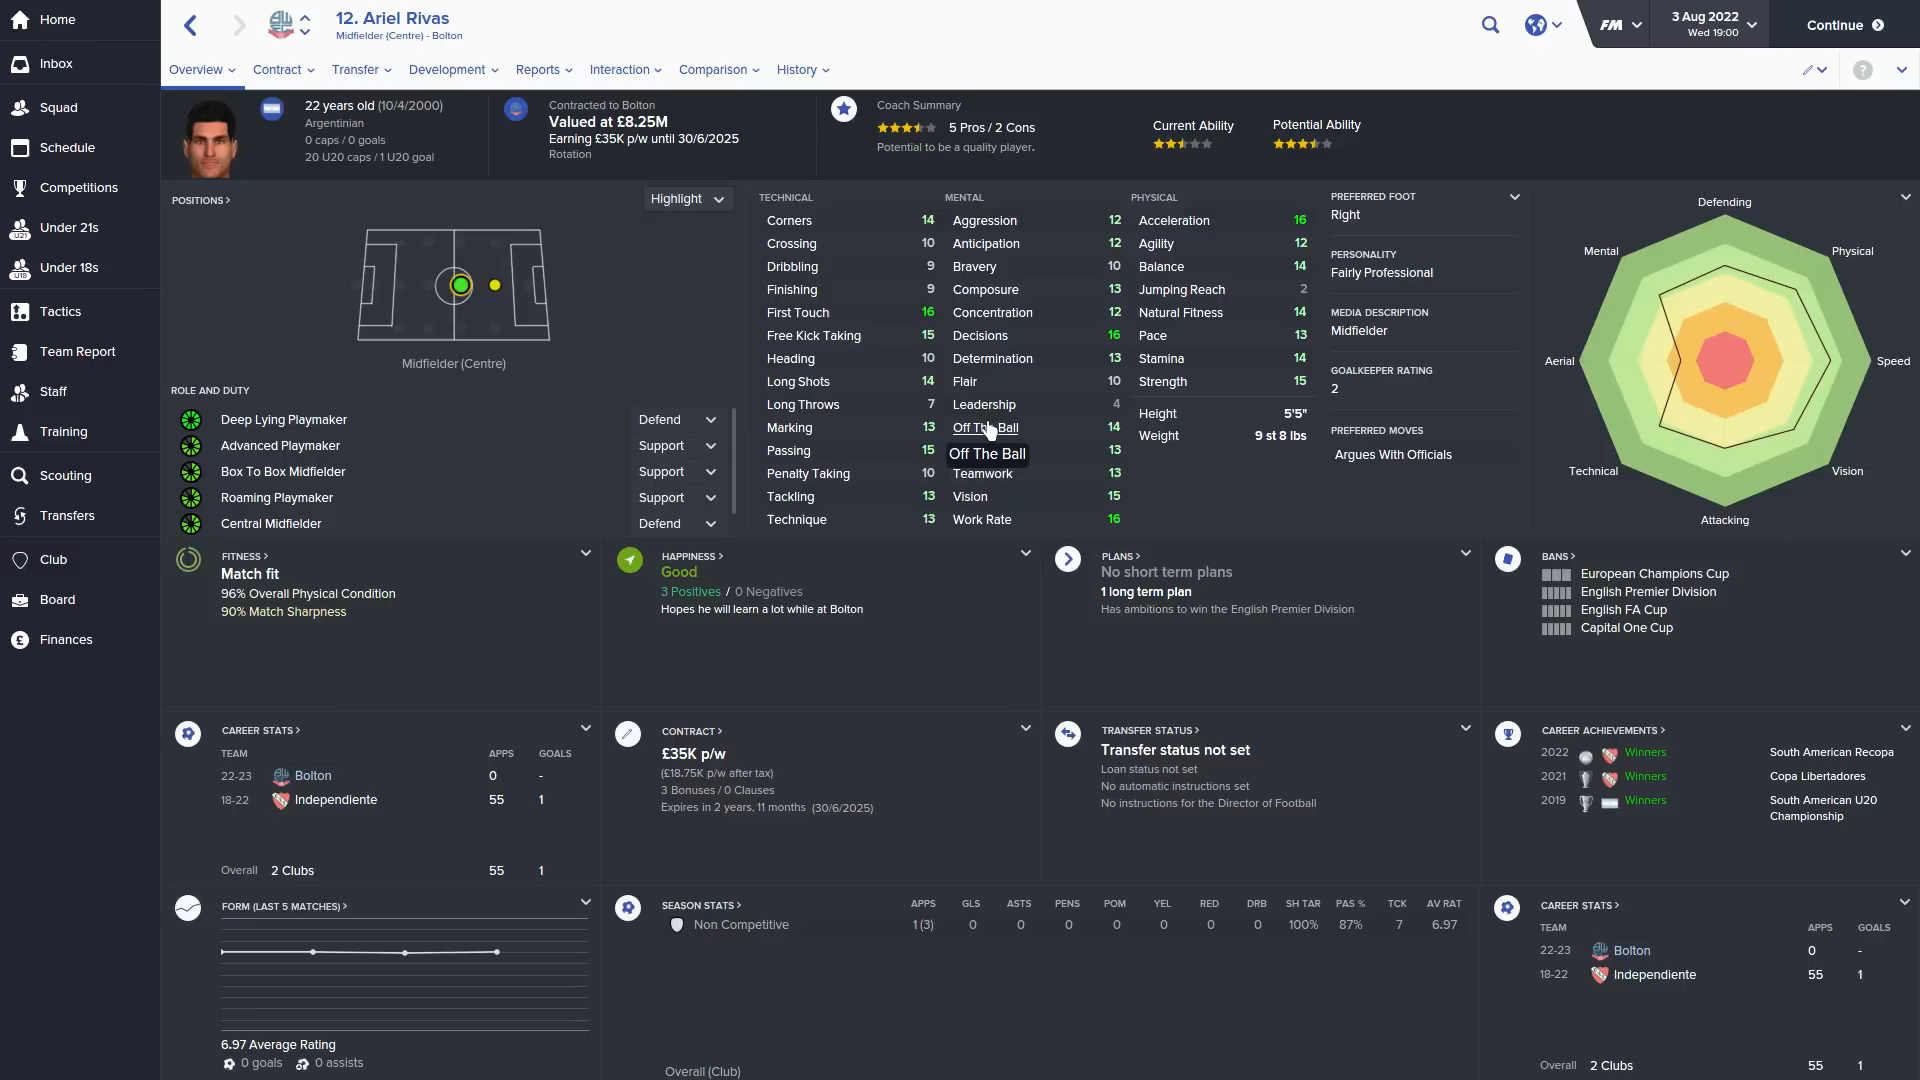 Home
Inbox
Squad
Schedule
Competitions
Under 21s
Under 18s
Tactics
Team Report
Staff
Training
Scouting
Transfers
Club
Board
Finances
12. Ariel Rivas
Midfielder (Centre) - Bolton
FM
3 Aug 2022
Wed 19:00
Continue
Overview Contract Transfer Development Reports Interaction Comparison History
?
22 years old (10/4/2000)
Argentinian
0 caps / 0 goals
20 U20 caps / 1 U20 goal
Contracted to Bolton
Valued at £8.25M
Earning £35K p/w until 30/6/2025
Rotation
Coach Summary
5 Pros / 2 Cons
Potential to be a quality player.
Current Ability
Potential Ability
POSITIONS >
Highlight
Midfielder (Centre)
ROLE AND DUTY
Deep Lying Playmaker Defend
Advanced Playmaker Support
Box To Box Midfielder Support
Roaming Playmaker Support
Central Midfielder Defend
TECHNICAL
Corners 14
Crossing 10
Dribbling 9
Finishing 9
First Touch 16
Free Kick Taking 15
Heading 10
Long Shots 14
Long Throws 7
Marking 13
Passing 15
Penalty Taking 10
Tackling 13
Technique 13
MENTAL
Aggression 12
Anticipation 12
Bravery 10
Composure 13
Concentration 12
Decisions 16
Determination 13
Flair 10
Leadership 4
Off The Ball 14
Off The Ball 13
Teamwork 13
Vision 15
Work Rate 16
PHYSICAL
Acceleration 16
Agility 12
Balance 14
Jumping Reach 2
Natural Fitness 14
Pace 13
Stamina 14
Strength 15
Height 5'5"
Weight 9 st 8 lbs
PREFERRED FOOT
Right
PERSONALITY
Fairly Professional
MEDIA DESCRIPTION
Midfielder
GOALKEEPER RATING
2
PREFERRED MOVES
Argues With Officials
Defending
Physical
Speed
Vision
Attacking
Technical
Aerial
Mental
FITNESS >
Match fit
96% Overall Physical Condition
90% Match Sharpness
HAPPINESS >
Good
3 Positives / 0 Negatives
Hopes he will learn a lot while at Bolton
PLANS >
No short term plans
1 long term plan
Has ambitions to win the English Premier Division
BANS >
European Champions Cup
English Premier Division
English FA Cup
Capital One Cup
CAREER STATS >
TEAM APPS GOALS
22-23 Bolton 0 -
18-22 Independiente 55 1
Overall 2 Clubs 55 1
CONTRACT >
£35K p/w
(£18.75K p/w after tax)
3 Bonuses / 0 Clauses
Expires in 2 years, 11 months (30/6/2025)
TRANSFER STATUS >
Transfer status not set
Loan status not set
No automatic instructions set
No instructions for the Director of Football
CAREER ACHIEVEMENTS >
2022 Winners South American Recopa
2021 Winners Copa Libertadores
2019 Winners South American U20
Championship
FORM (LAST 5 MATCHES) >
6.97 Average Rating
0 goals 0 assists
SEASON STATS > APPS GLS ASTS PENS POM YEL RED DRB SH TAR PAS % TCK AV RAT
Non Competitive 1 (3) 0 0 0 0 0 0 0 100% 87% 7 6.97
Overall (Club)
CAREER STATS >
TEAM APPS GOALS
22-23 Bolton 0 -
18-22 Independiente 55 1
Overall 2 Clubs 55 1